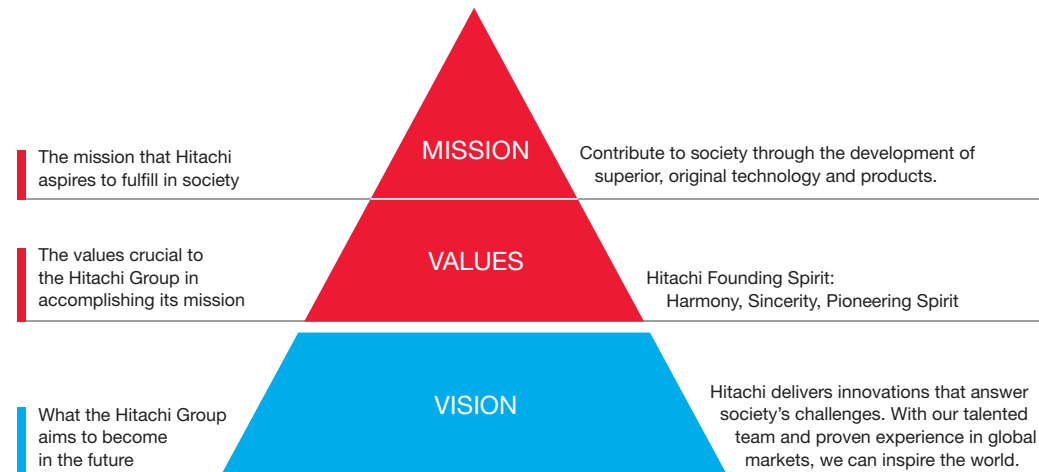 MISSION
The mission that Hitachi
aspires to fulfill in society
Contribute to society through the development of
superior, original technology and products.
VALUES
The values crucial to
the Hitachi Group in
accomplishing its mission
Hitachi Founding Spirit:
Harmony, Sincerity, Pioneering Spirit
VISION
What the Hitachi Group
aims to become
in the future
Hitachi delivers innovations that answer
society’s challenges. With our talented
team and proven experience in global
markets, we can inspire the world.